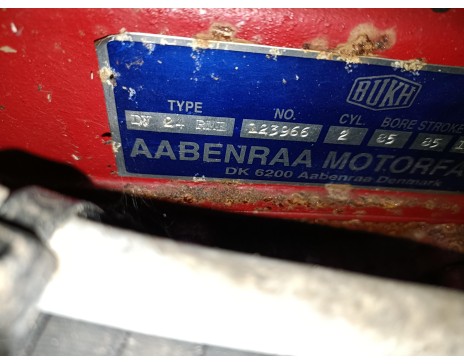 BUKH
TYPE NO. CYL. BORE STROKE
DV 24 RME 123966 2 85 85
AABENRAA MOTORFA
DK 6200 Aabenraa-Denmark